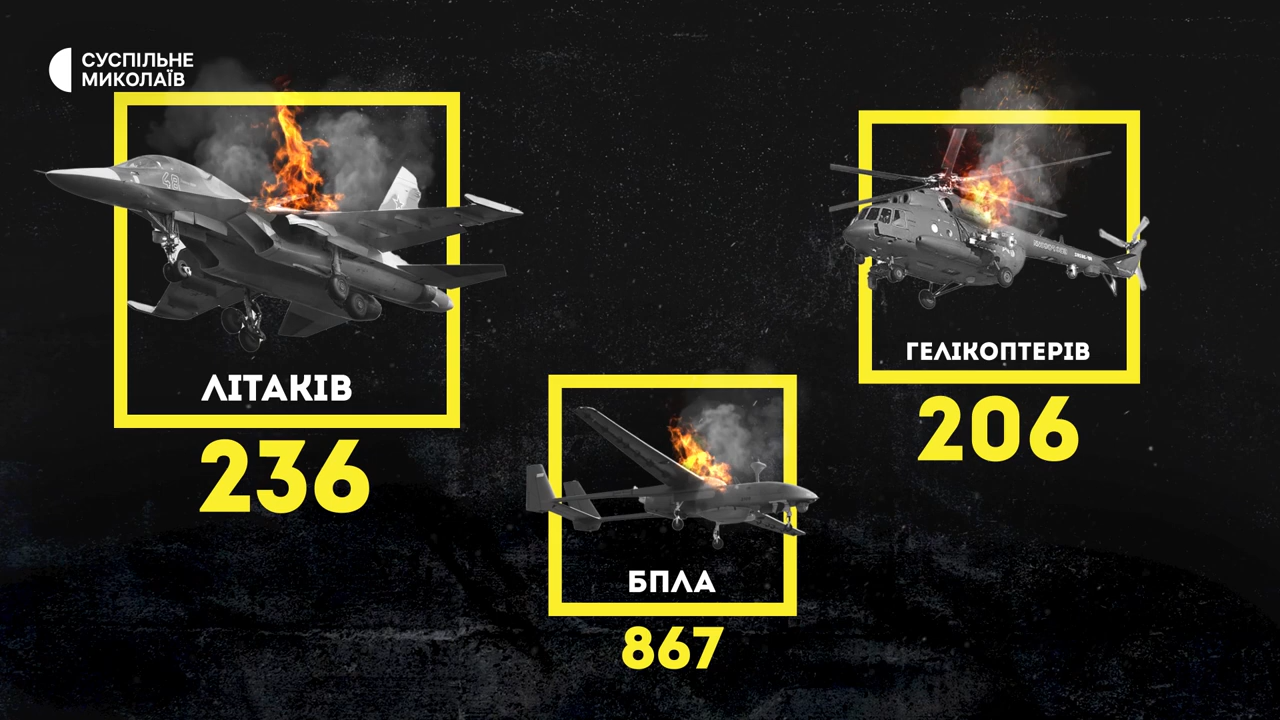 СУСПІЛЬНЕ
МИКОЛАЇВ
ЛІТАКІВ
236
ГЕЛІКОПТЕРІВ
206
БПЛА
867